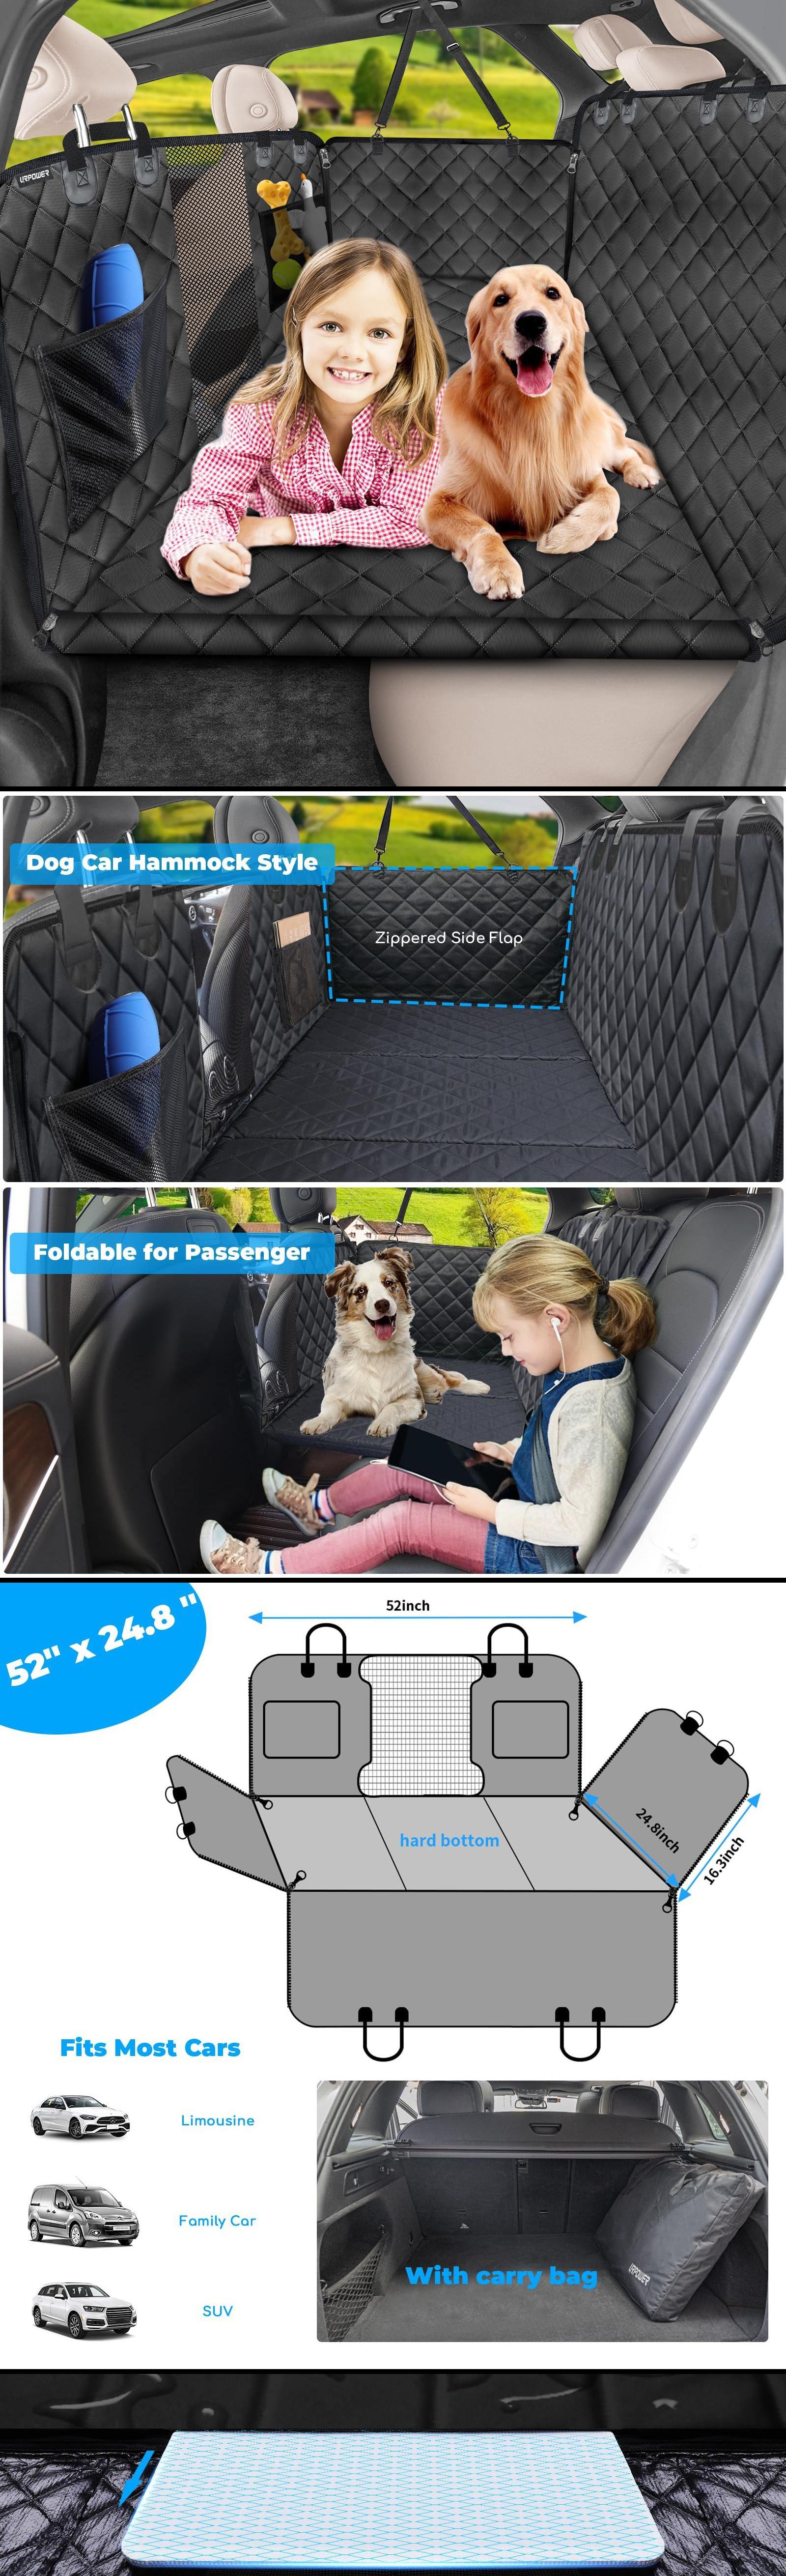 URPOWER
Dog Car Hammock Style
Zippered Side Flap
Foldable for Passenger
52" x 24.8 "
52inch
hard bottom
24.8inch
16.3inch
Fits Most Cars
Limousine
Family Car
SUV
With carry bag
URPOWER